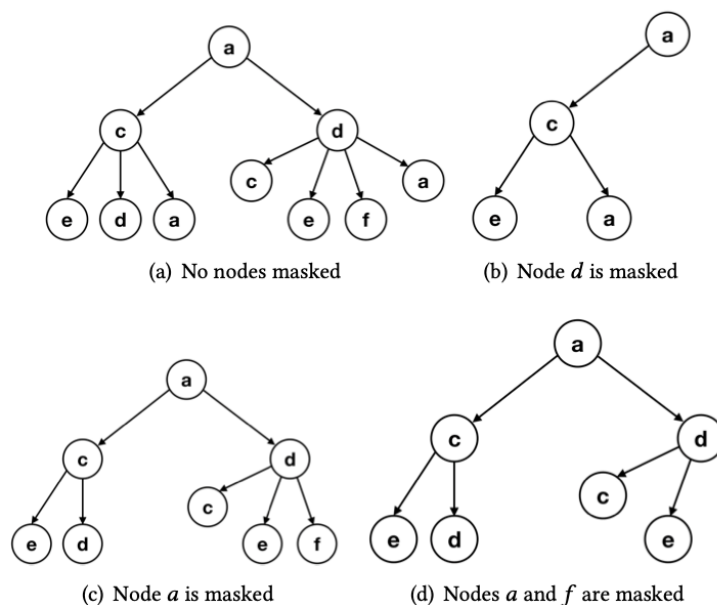 a
a
c
d
c
c
a
e
d
a
e
f
e
a
(a) No nodes masked
(b) Node d is masked
a
a
c
d
c
d
c
c
e
d
e
f
e
d
e
(c) Node a is masked
(d) Nodes a and f are masked